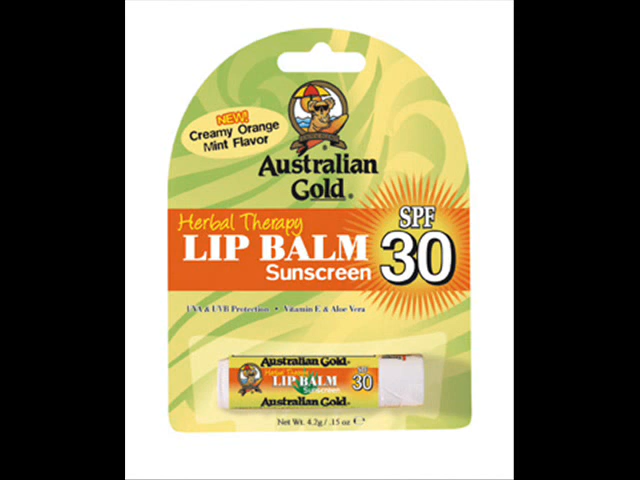 NEW!
Creamy Orange
Mint Flavor
Australian
Gold®
Herbal Therapy
LIP BALM
Sunscreen
SPF
30
UVA & UVB Protection • Vitamin E & Aloe Vera
Australian Gold
Herbal Therapy
LIP BALM
Sunscreen
SPF
30
Australian Gold
Net Wt. 4.2g / .15 oz ℮